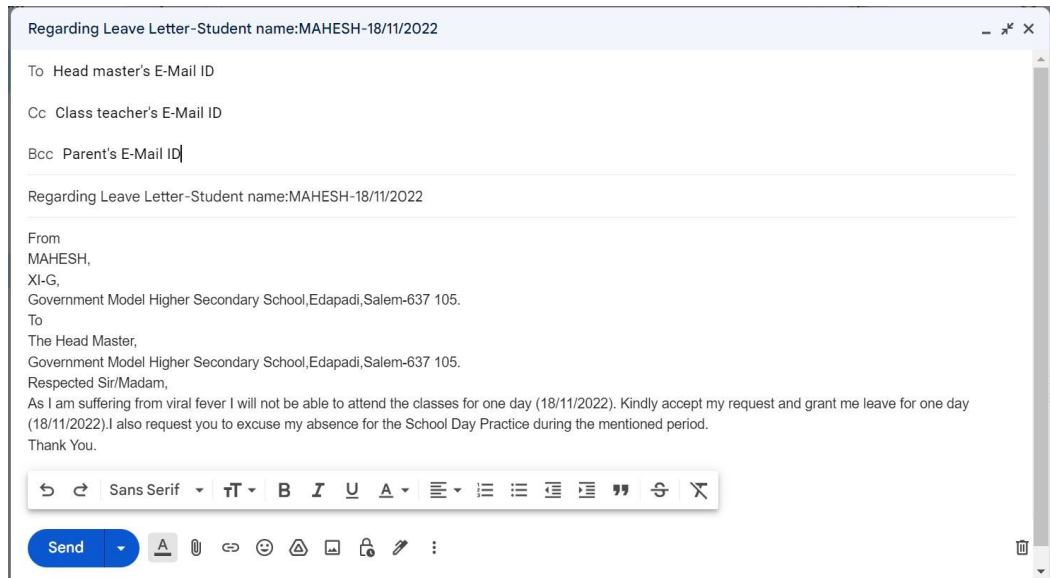 Regarding Leave Letter-Student name:MAHESH-18/11/2022
To Head master's E-Mail ID
Cc Class teacher's E-Mail ID
Bcc Parent's E-Mail ID
Regarding Leave Letter-Student name:MAHESH-18/11/2022
From
MAHESH,
XI-G,
Government Model Higher Secondary School,Edapadi,Salem-637 105.
To
The Head Master,
Government Model Higher Secondary School,Edapadi,Salem-637 105.
Respected Sir/Madam,
As I am suffering from viral fever I will not be able to attend the classes for one day (18/11/2022). Kindly accept my request and grant me leave for one day
(18/11/2022).I also request you to excuse my absence for the School Day Practice during the mentioned period.
Thank You.
Sans Serif
Send